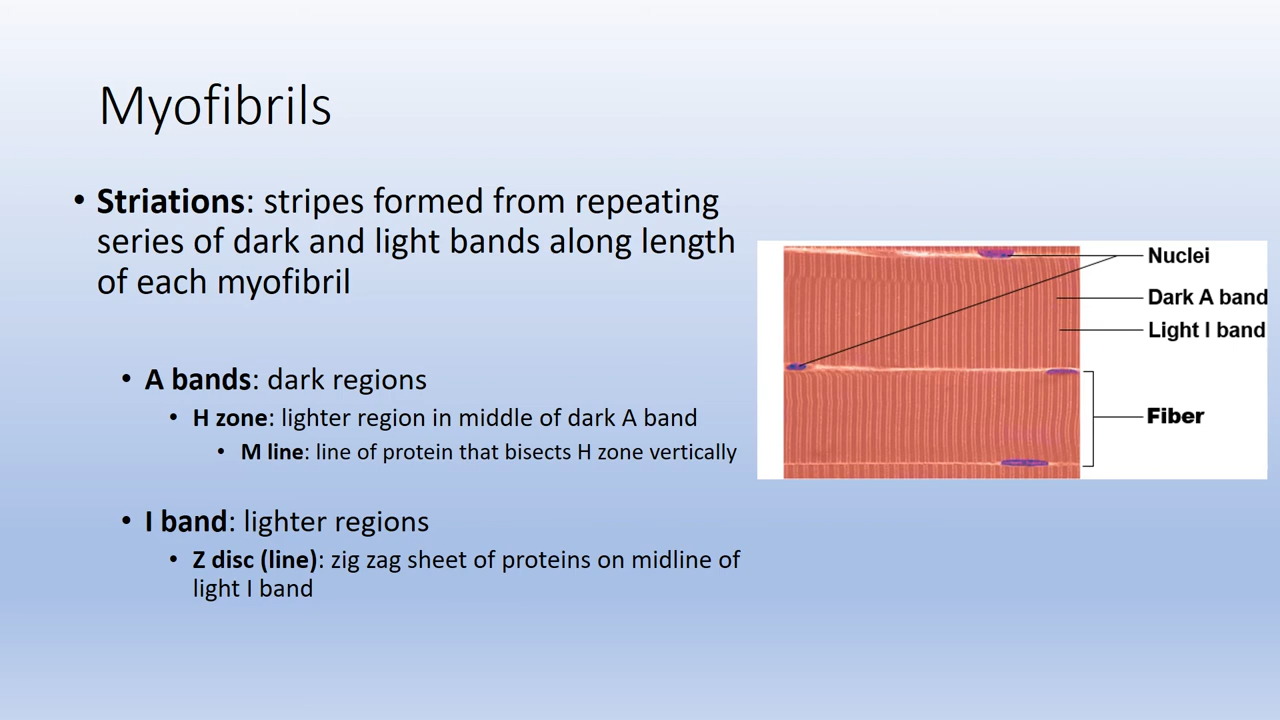 Myofibrils
• Striations: stripes formed from repeating
series of dark and light bands along length
of each myofibril
• A bands: dark regions
• H zone: lighter region in middle of dark A band
• M line: line of protein that bisects H zone vertically
• I band: lighter regions
• Z disc (line): zig zag sheet of proteins on midline of
light I band
Nuclei
Dark A band
Light I band
Fiber